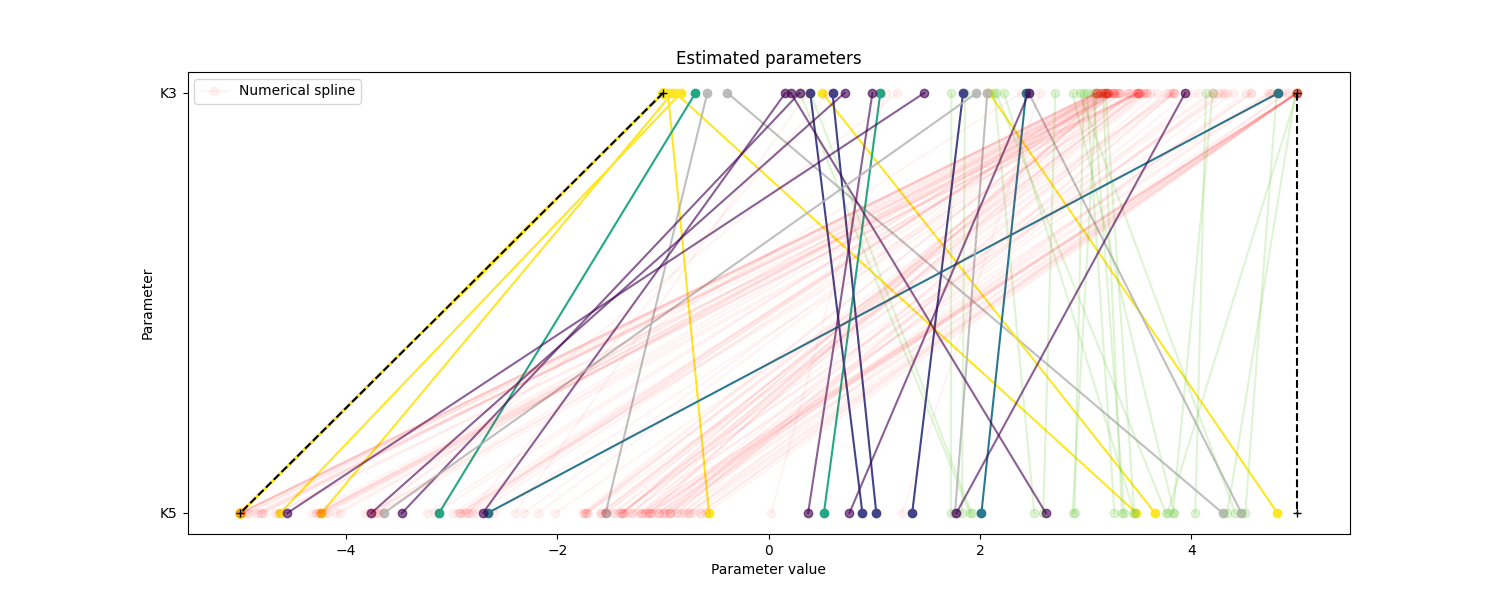 Estimated parameters
Numerical spline
K3
Parameter
K5
−4
−2
0
2
4
Parameter value